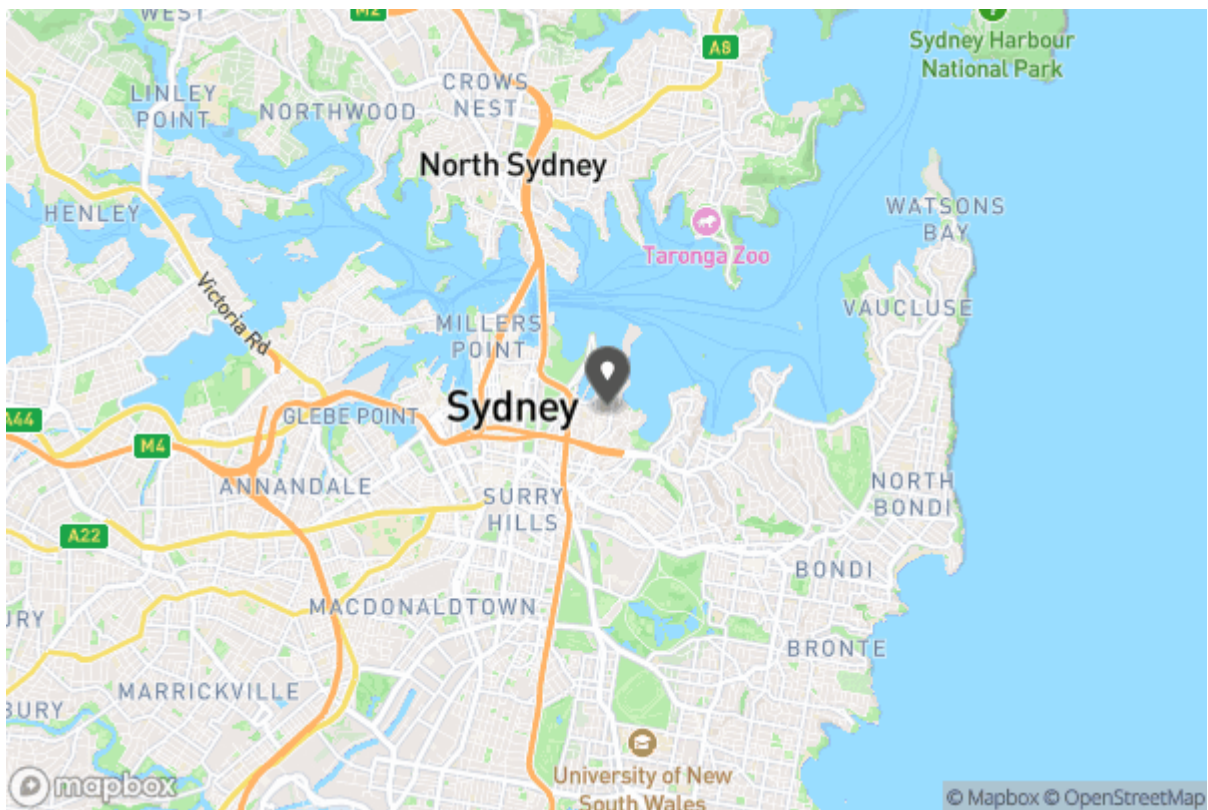 WEST
M2
A8
Sydney Harbour
National Park
LINLEY
POINT
NORTHWOOD
CROWS
NEST
North Sydney
HENLEY
WATSONS
BAY
Taronga Zoo
Victoria Rd
VAUCLUSE
MILLERS
POINT
Sydney
GLEBE POINT
A44
M4
ANNANDALE
SURRY
HILLS
NORTH
BONDI
A22
BONDI
URY
MACDONALDTOWN
BRONTE
MARRICKVILLE
BURY
University of New
South Wales
mapbox
© Mapbox © OpenStreetMap